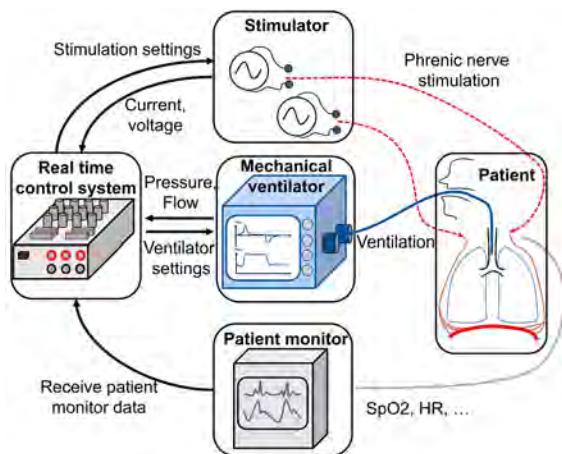 Stimulator
Stimulation settings
Phrenic nerve
stimulation
Current,
voltage
Real time
control system
Pressure,
Flow
Mechanical
ventilator
Patient
Ventilator
settings
Ventilation
Patient monitor
Receive patient
monitor data
SpO2, HR, ...